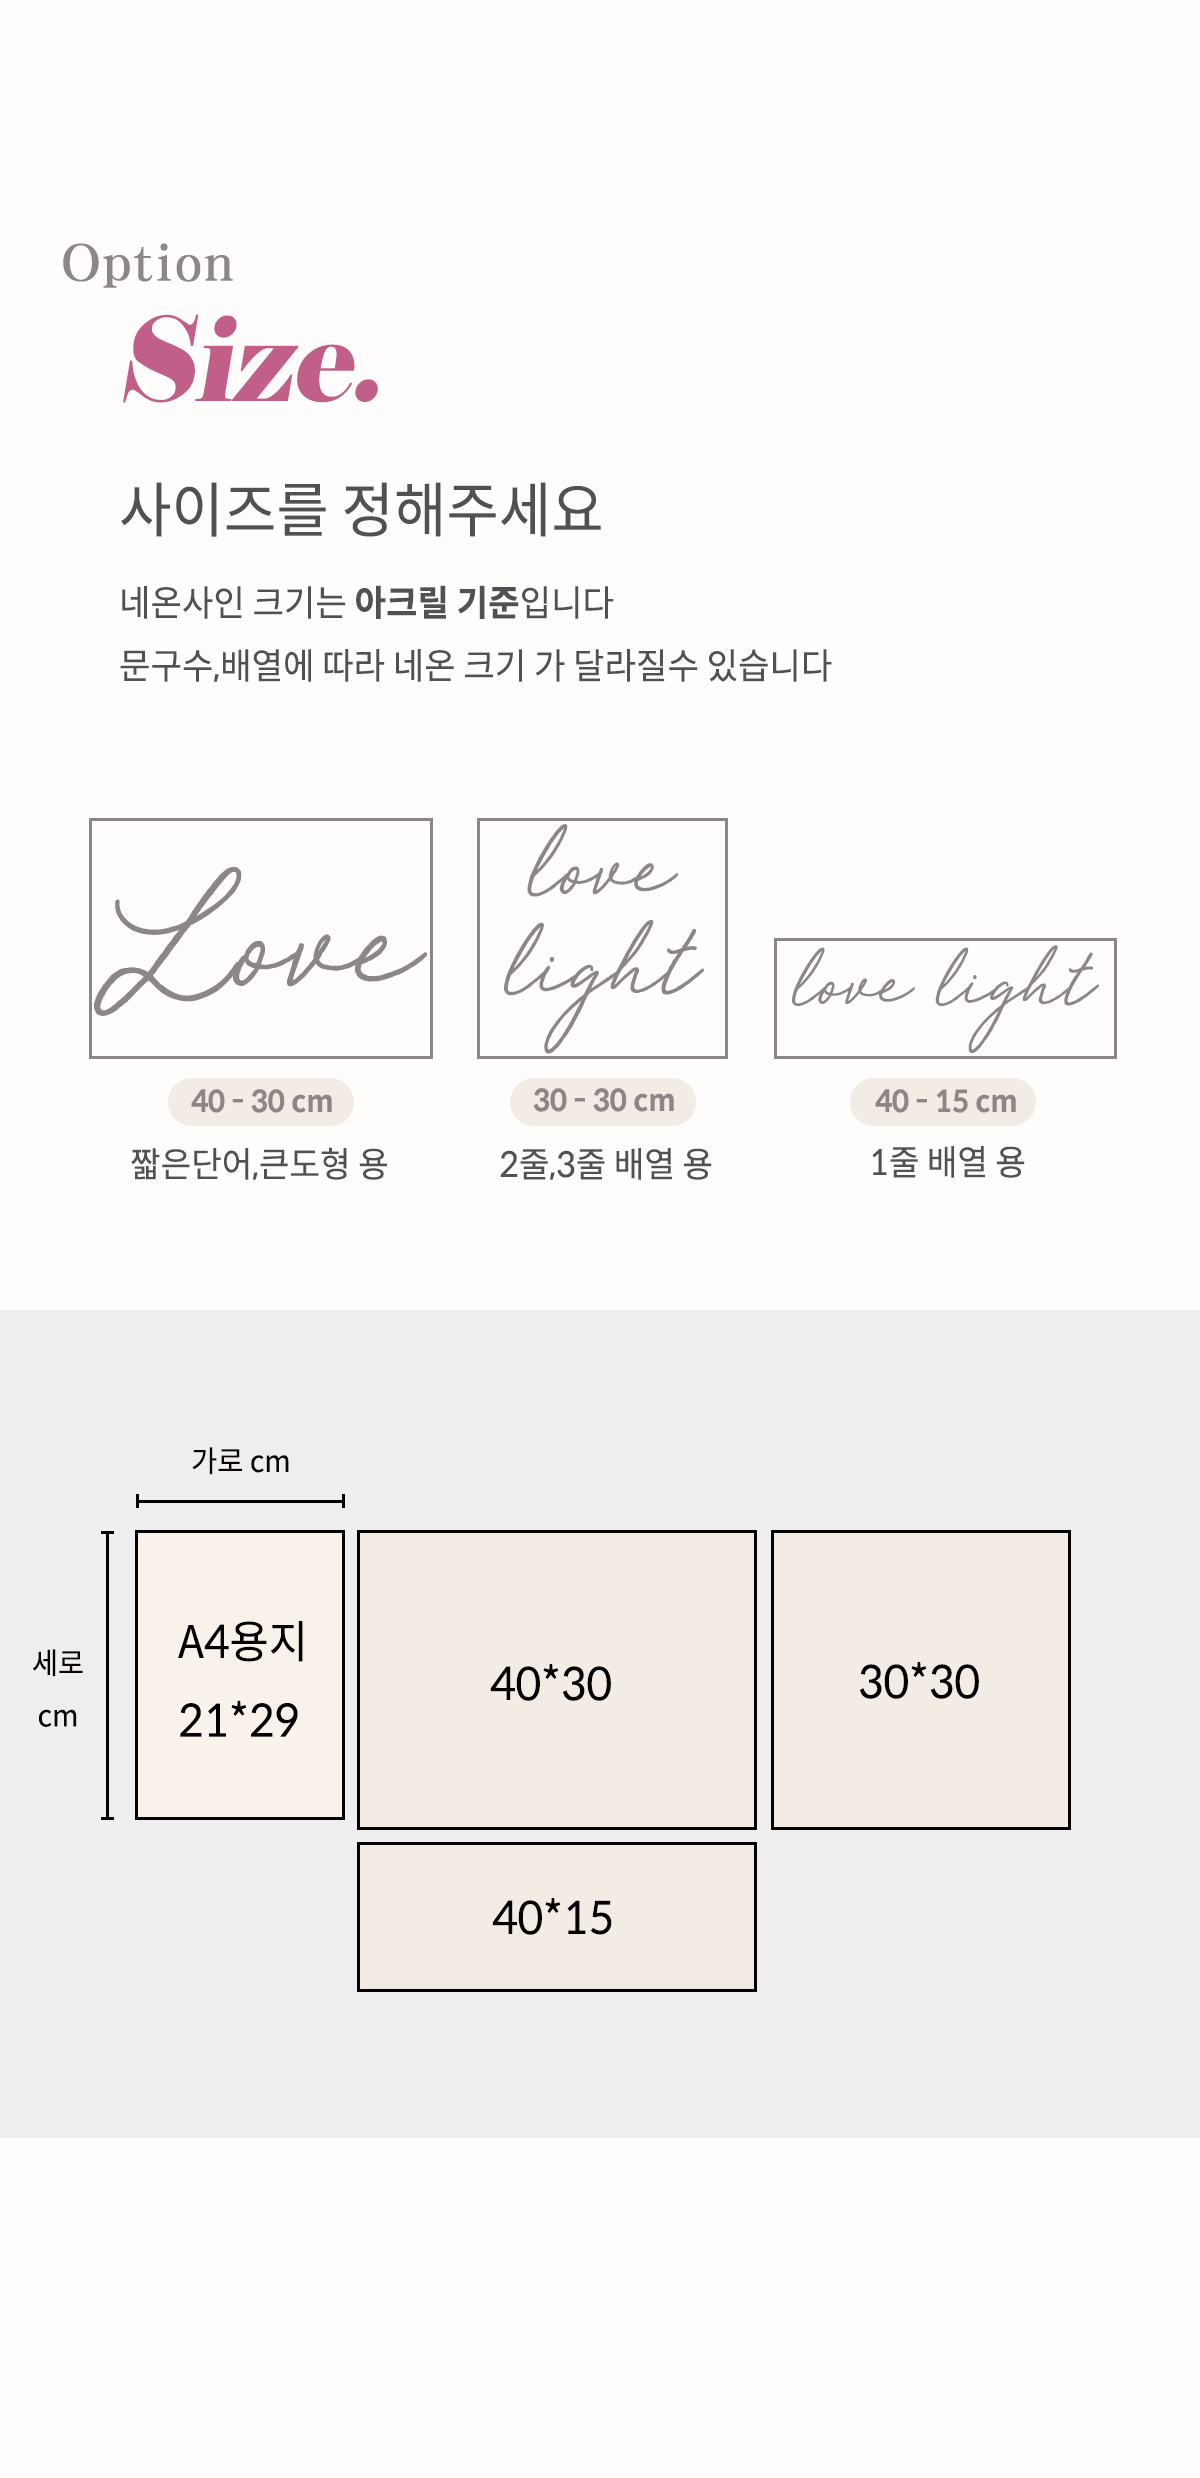 Option
Size.
사이즈를 정해주세요
네온사인 크기는 아크릴 기준입니다
문구수,배열에 따라 네온 크기 가 달라질수 있습니다
Love
love
light
love light
40 - 30 cm
30 - 30 cm
40 - 15 cm
짧은단어,큰도형 용
2줄,3줄 배열 용
1줄 배열 용
가로 cm
세로
cm
A4용지
21*29
40*30
30*30
40*15